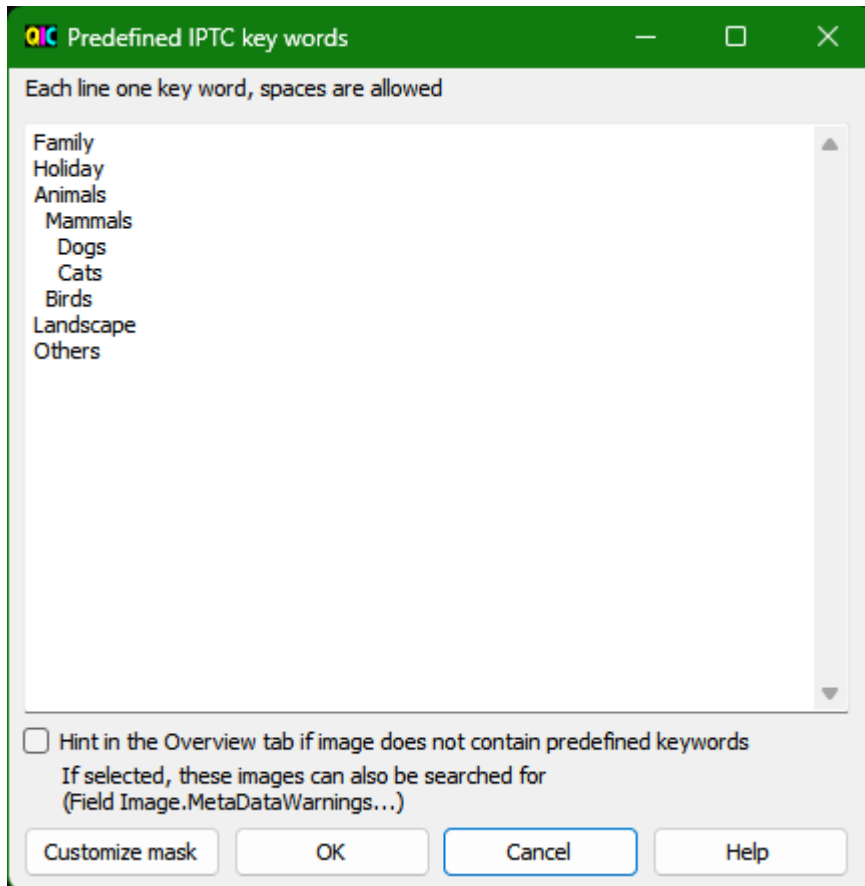 QIC Predefined IPTC key words
Each line one key word, spaces are allowed
Family
Holiday
Animals
Mammals
Dogs
Cats
Birds
Landscape
Others
Hint in the Overview tab if image does not contain predefined keywords
If selected, these images can also be searched for
(Field Image.MetaDataWarnings...)
Customize mask OK Cancel Help